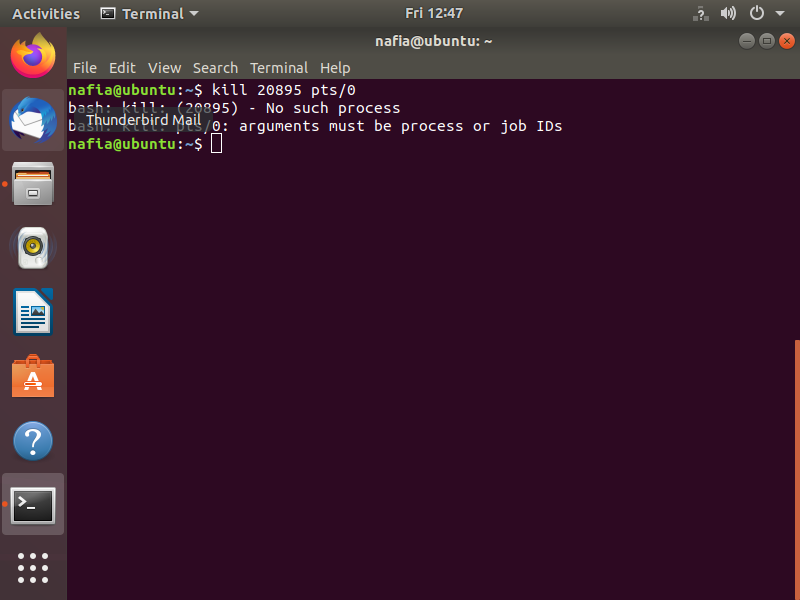 Activities Terminal Fri 12:47
nafia@ubuntu: ~
File Edit View Search Terminal Help
nafia@ubuntu:~$ kill 20895 pts/0
bash: kill: (20895) - No such process
Thunderbird Mail
bash: kill: pts/0: arguments must be process or job IDs
nafia@ubuntu:~$